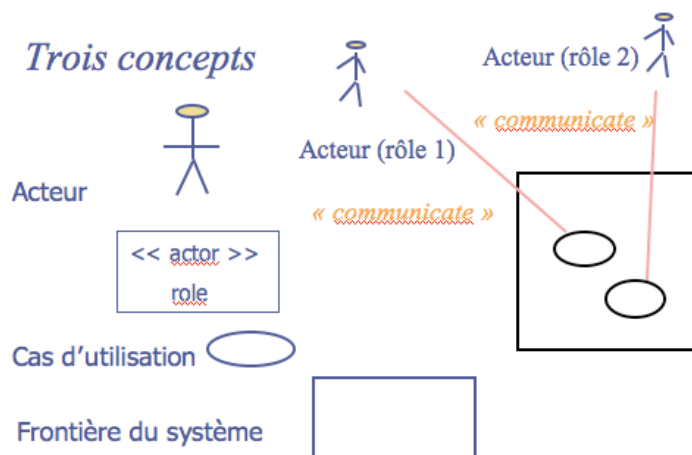 Trois concepts
Acteur (rôle 2)
« communicate »
Acteur (rôle 1)
Acteur
« communicate »
<< actor >>
role
Cas d’utilisation
Frontière du système